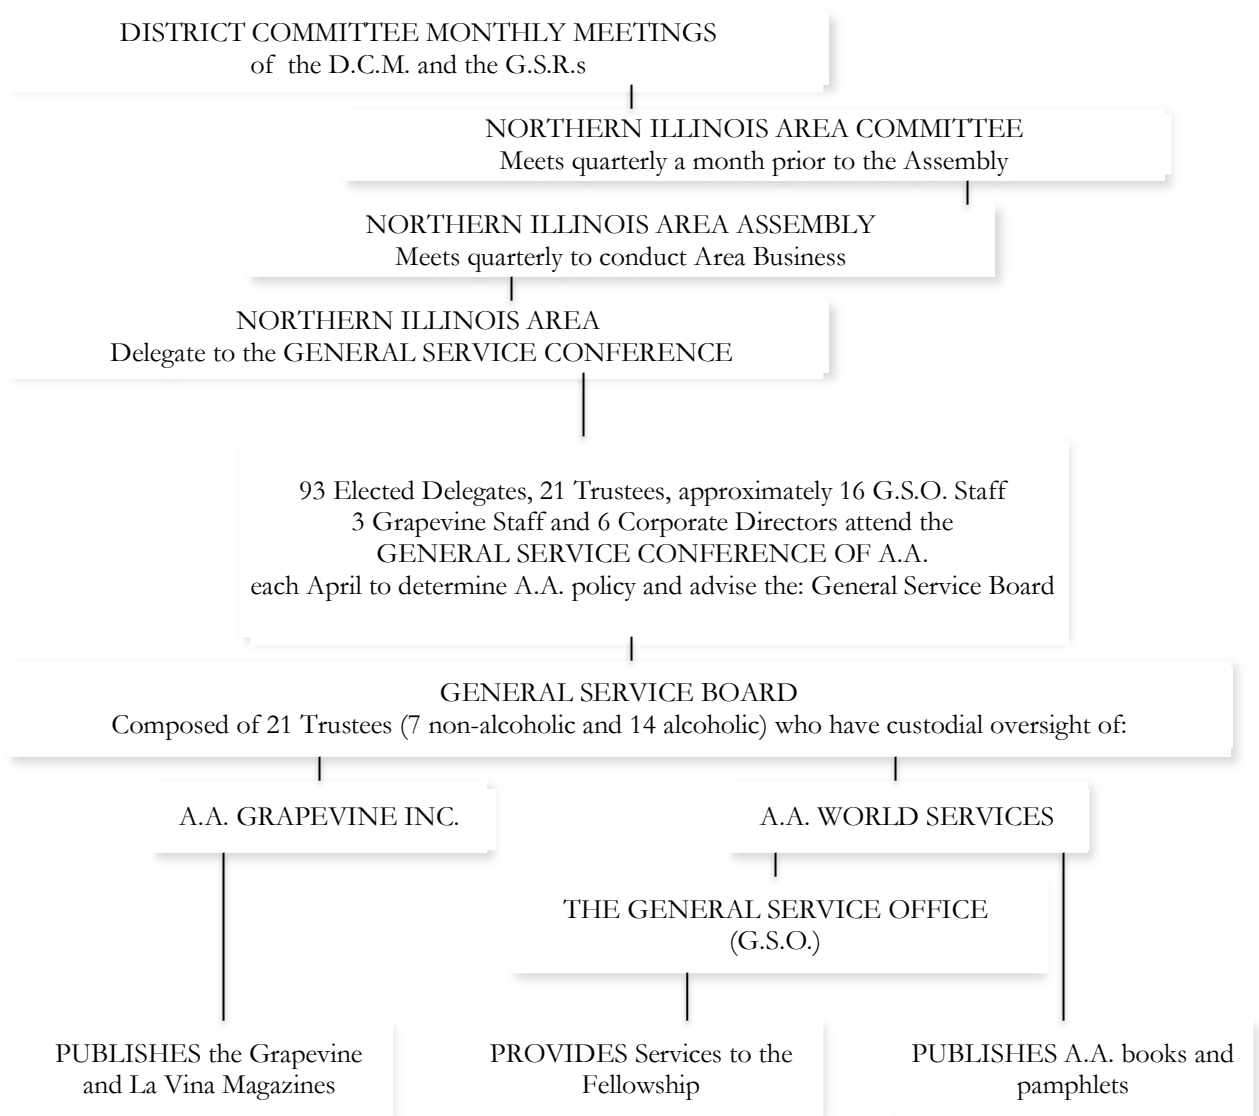 DISTRICT COMMITTEE MONTHLY MEETINGS
of the D.C.M. and the G.S.R.s
NORTHERN ILLINOIS AREA COMMITTEE
Meets quarterly a month prior to the Assembly
NORTHERN ILLINOIS AREA ASSEMBLY
Meets quarterly to conduct Area Business
NORTHERN ILLINOIS AREA
Delegate to the GENERAL SERVICE CONFERENCE
93 Elected Delegates, 21 Trustees, approximately 16 G.S.O. Staff
3 Grapevine Staff and 6 Corporate Directors attend the
GENERAL SERVICE CONFERENCE OF A.A.
each April to determine A.A. policy and advise the: General Service Board
GENERAL SERVICE BOARD
Composed of 21 Trustees (7 non-alcoholic and 14 alcoholic) who have custodial oversight of:
A.A. GRAPEVINE INC.
A.A. WORLD SERVICES
THE GENERAL SERVICE OFFICE
(G.S.O.)
PUBLISHES the Grapevine
and La Vina Magazines
PROVIDES Services to the
Fellowship
PUBLISHES A.A. books and
pamphlets